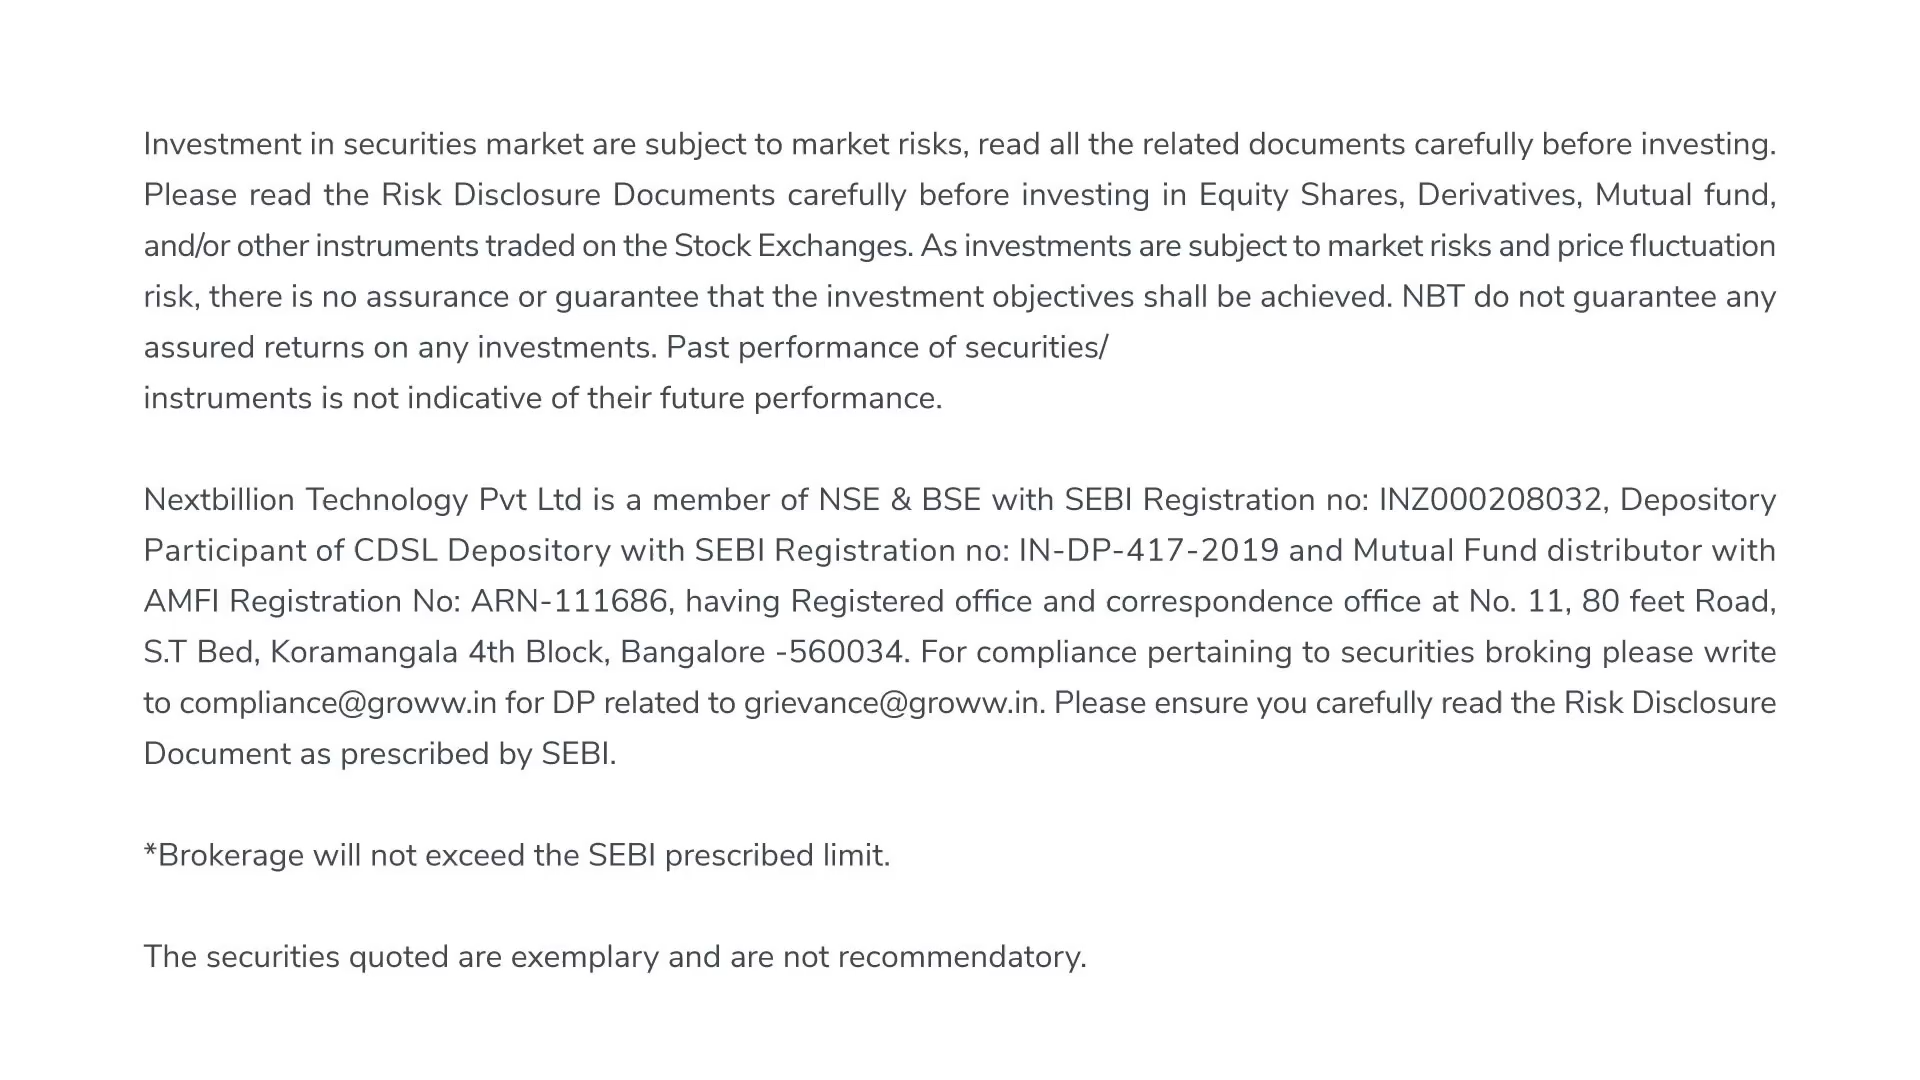 Investment in securities market are subject to market risks, read all the related documents carefully before investing.
Please read the Risk Disclosure Documents carefully before investing in Equity Shares, Derivatives, Mutual fund,
and/or other instruments traded on the Stock Exchanges. As investments are subject to market risks and price fluctuation
risk, there is no assurance or guarantee that the investment objectives shall be achieved. NBT do not guarantee any
assured returns on any investments. Past performance of securities/
instruments is not indicative of their future performance.
Nextbillion Technology Pvt Ltd is a member of NSE & BSE with SEBI Registration no: INZ000208032, Depository
Participant of CDSL Depository with SEBI Registration no: IN-DP-417-2019 and Mutual Fund distributor with
AMFI Registration No: ARN-111686, having Registered office and correspondence office at No. 11, 80 feet Road,
S.T Bed, Koramangala 4th Block, Bangalore -560034. For compliance pertaining to securities broking please write
to compliance@groww.in for DP related to grievance@groww.in. Please ensure you carefully read the Risk Disclosure
Document as prescribed by SEBI.
*Brokerage will not exceed the SEBI prescribed limit.
The securities quoted are exemplary and are not recommendatory.